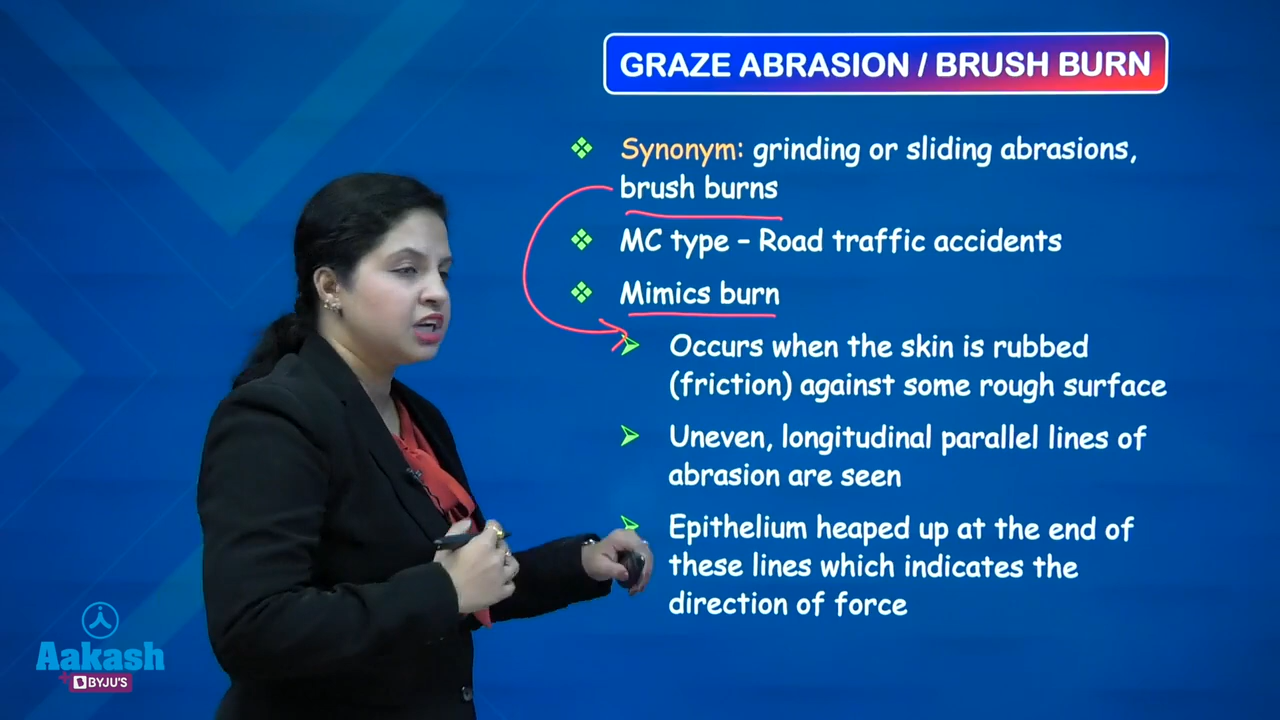 GRAZE ABRASION / BRUSH BURN
Synonym: grinding or sliding abrasions,
brush burns
MC type – Road traffic accidents
Mimics burn
Occurs when the skin is rubbed
(friction) against some rough surface
Uneven, longitudinal parallel lines of
abrasion are seen
Epithelium heaped up at the end of
these lines which indicates the
direction of force
Aakash
+ BYJU'S